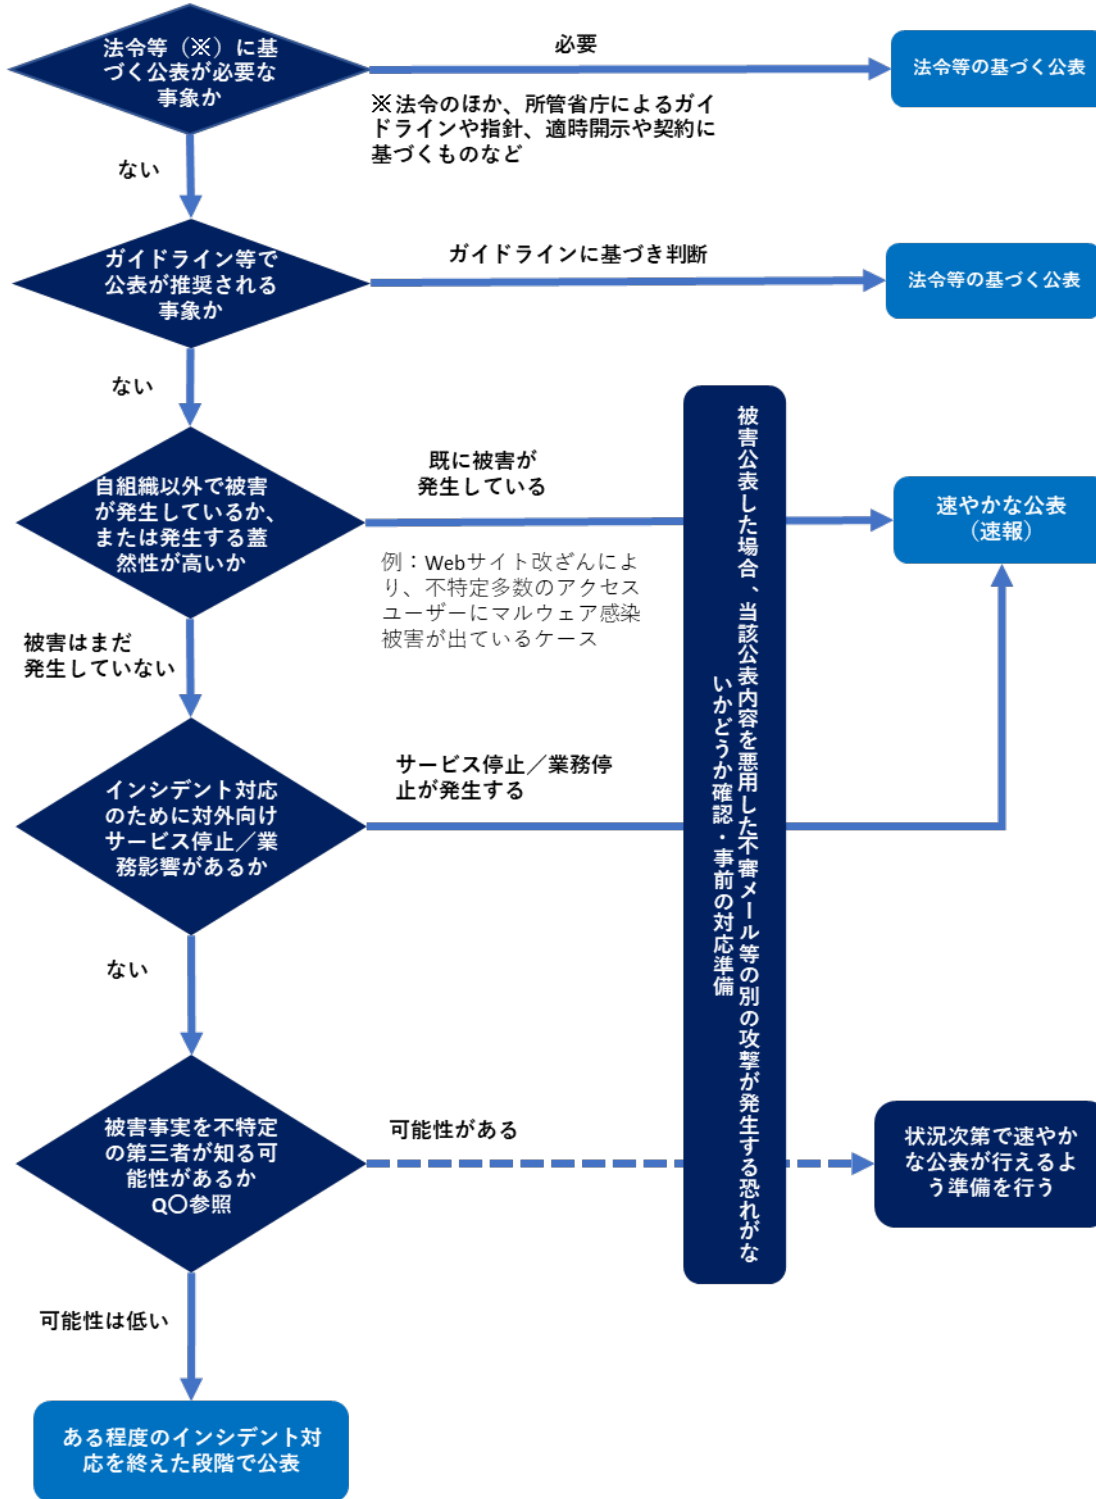 法令等（※）に基
づく公表が必要な
事象か
必要
法令等の基づく公表
※法令のほか、所管省庁によるガイ
ドラインや指針、適時開示や契約に
基づくものなど
ない
ガイドライン等で
公表が推奨される
事象か
ガイドラインに基づき判断
法令等の基づく公表
ない
自組織以外で被害
が発生しているか、
または発生する蓋
然性が高いか
既に被害が
発生している
速やかな公表
（速報）
例：Webサイト改ざんによ
り、不特定多数のアクセス
ユーザーにマルウェア感染
被害が出ているケース
被害公表した場合、当該公表内容を悪用した不審メール等の別の攻撃が発生する恐れがな
いかどうか確認・事前の対応準備
被害はまだ
発生していない
インシデント対応
のために対外向け
サービス停止／業
務影響があるか
サービス停止／業務停
止が発生する
ない
被害事実を不特定
の第三者が知る可
能性があるか
Q〇参照
可能性がある
状況次第で速やか
な公表が行えるよ
う準備を行う
可能性は低い
ある程度のインシデント対
応を終えた段階で公表